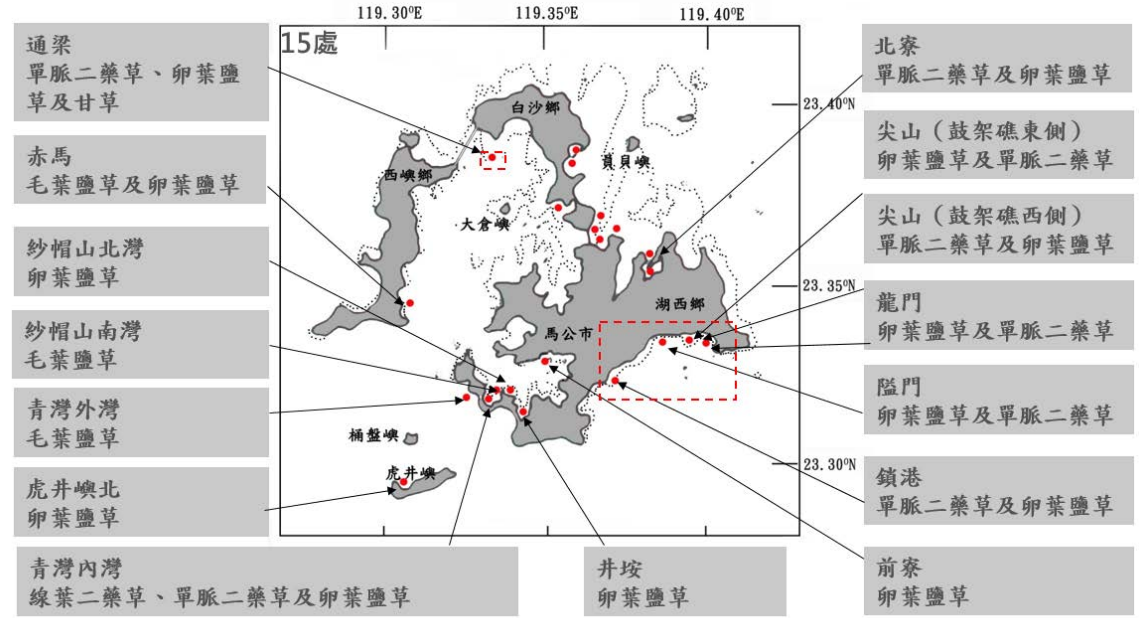 119.30⁰E
119.35⁰E
119.40⁰E
15處
通梁
單脈二藥草、卵葉鹽
草及甘草
赤馬
毛葉鹽草及卵葉鹽草
紗帽山北灣
卵葉鹽草
紗帽山南灣
毛葉鹽草
青灣外灣
毛葉鹽草
虎井嶼北
卵葉鹽草
青灣內灣
線葉二藥草、單脈二藥草及卵葉鹽草
井垵
卵葉鹽草
白沙鄉
員貝嶼
西嶼鄉
大倉嶼
湖西鄉
馬公市
桶盤嶼
虎井嶼
23.40⁰N
23.35⁰N
23.30⁰N
北寮
單脈二藥草及卵葉鹽草
尖山（鼓架礁東側）
卵葉鹽草及單脈二藥草
尖山（鼓架礁西側）
單脈二藥草及卵葉鹽草
龍門
卵葉鹽草及單脈二藥草
隘門
卵葉鹽草及單脈二藥草
鎖港
單脈二藥草及卵葉鹽草
前寮
卵葉鹽草